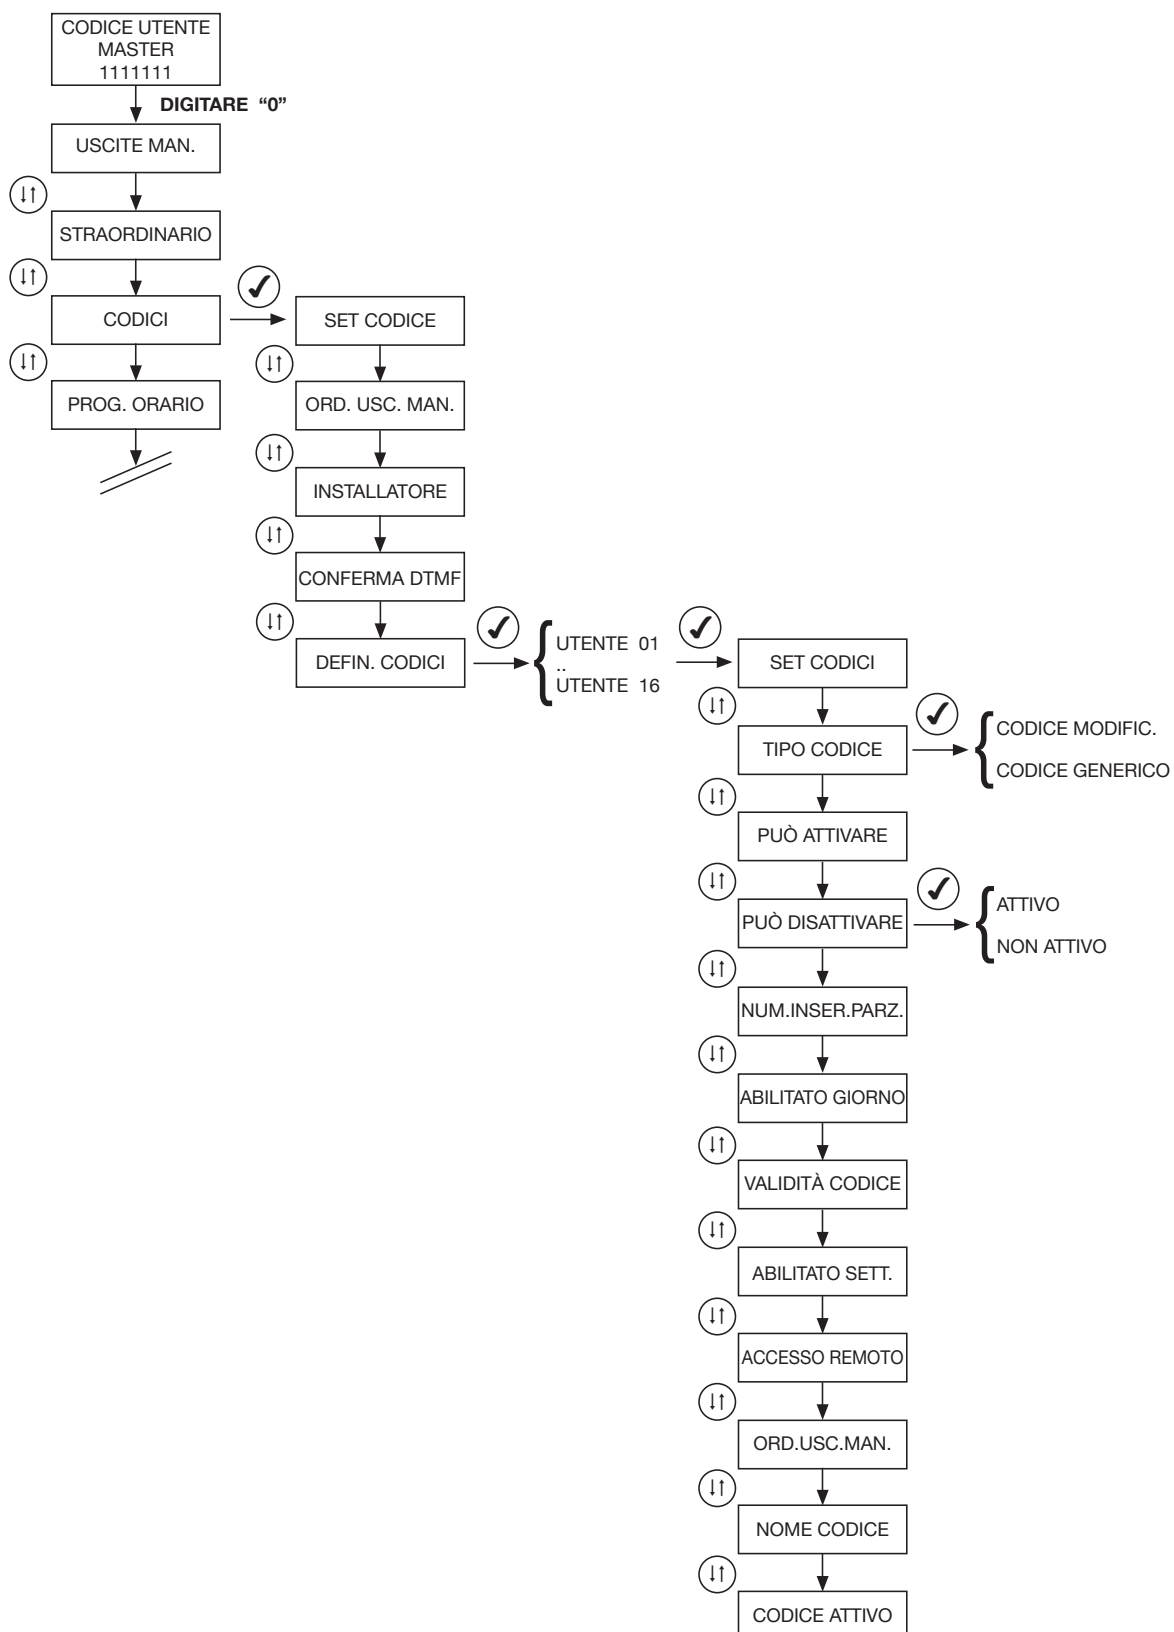 CODICE UTENTE
MASTER
1111111
DIGITARE “0”
USCITE MAN.
STRAORDINARIO
CODICI
PROG. ORARIO
SET CODICE
ORD. USC. MAN.
INSTALLATORE
CONFERMA DTMF
DEFIN. CODICI
UTENTE 01
..
UTENTE 16
SET CODICI
TIPO CODICE
CODICE MODIFIC.
CODICE GENERICO
PUÒ ATTIVARE
PUÒ DISATTIVARE
ATTIVO
NON ATTIVO
NUM.INSER.PARZ.
ABILITATO GIORNO
VALIDITÀ CODICE
ABILITATO SETT.
ACCESSO REMOTO
ORD.USC.MAN.
NOME CODICE
CODICE ATTIVO